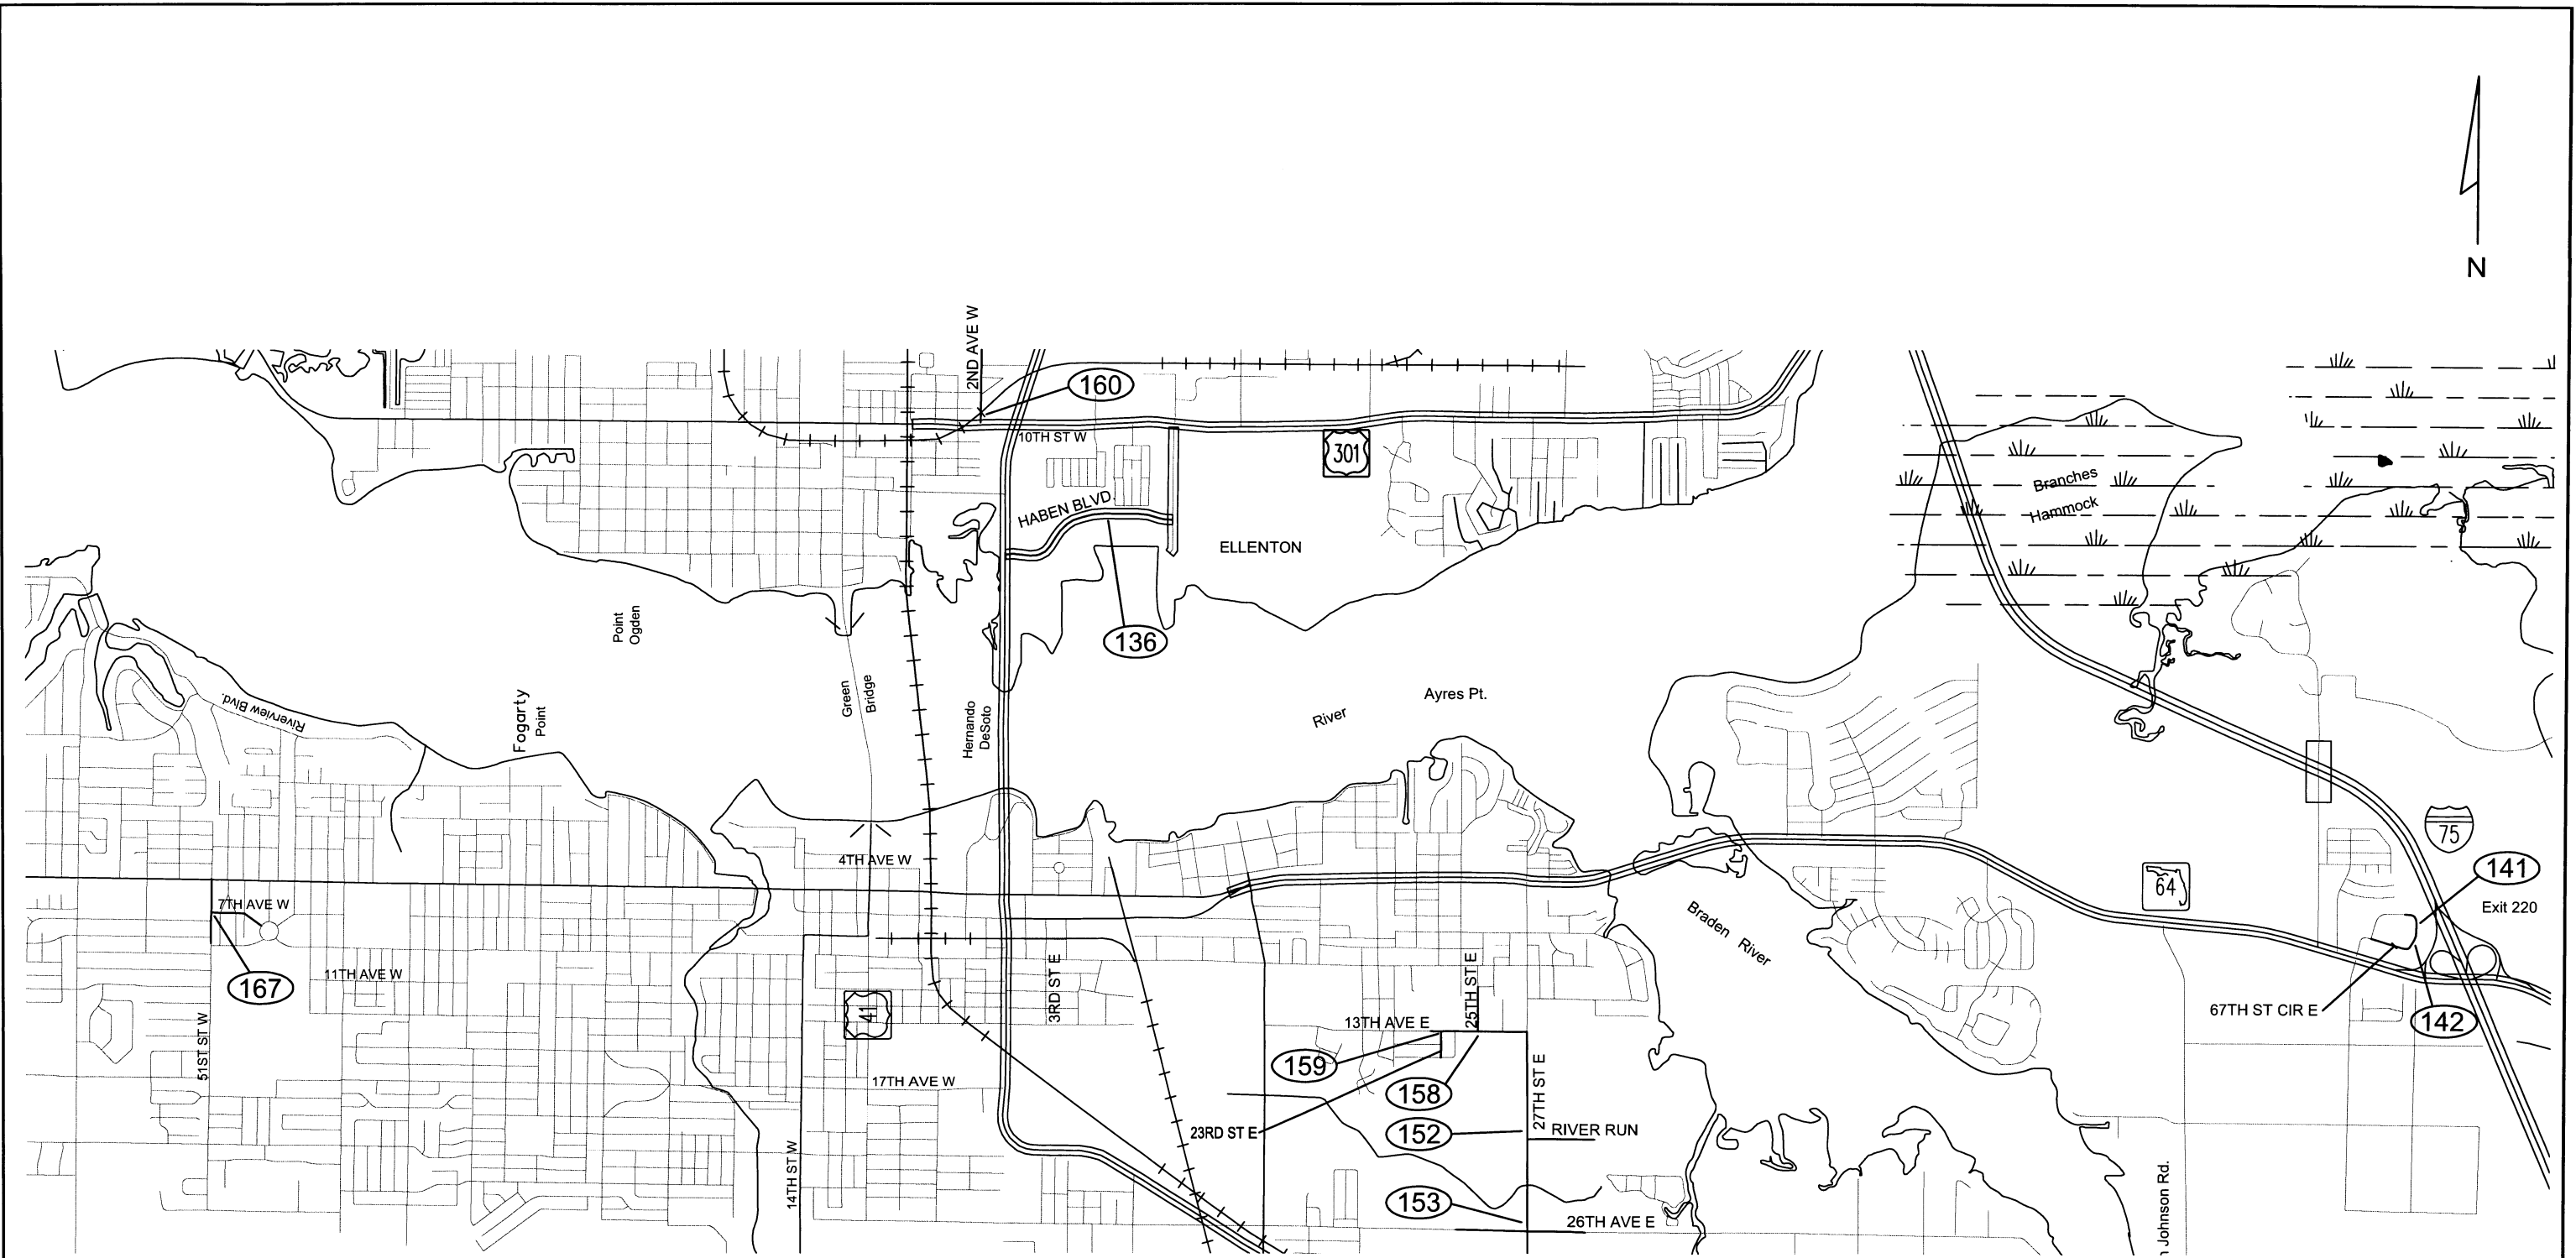 N
2ND AVE W
160
10TH ST W
301
HABEN BLVD.
ELLENTON
136
Branches
Hammock
Point
Ogden
Riverview Blvd.
Fogarty
Point
Green
Bridge
Hernando
DeSoto
River
Ayres Pt.
75
4TH AVE W
64
141
Exit 220
7TH AVE W
Braden River
167
11TH AVE W
3RD ST E
25TH ST E
41
51ST ST W
13TH AVE E
67TH ST CIR E
142
159
17TH AVE W
158
27TH ST E
23RD ST E
152
RIVER RUN
14TH ST W
153
26TH AVE E
Johnson Rd.